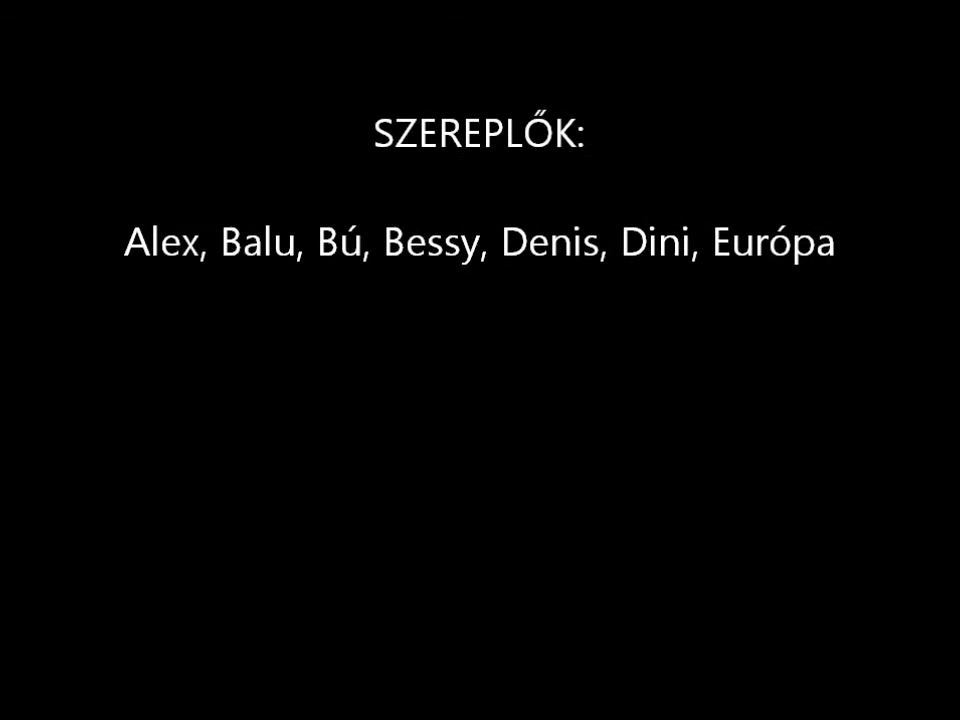 SZEREPLŐK:
Alex, Balu, Bú, Bessy, Denis, Dini, Európa